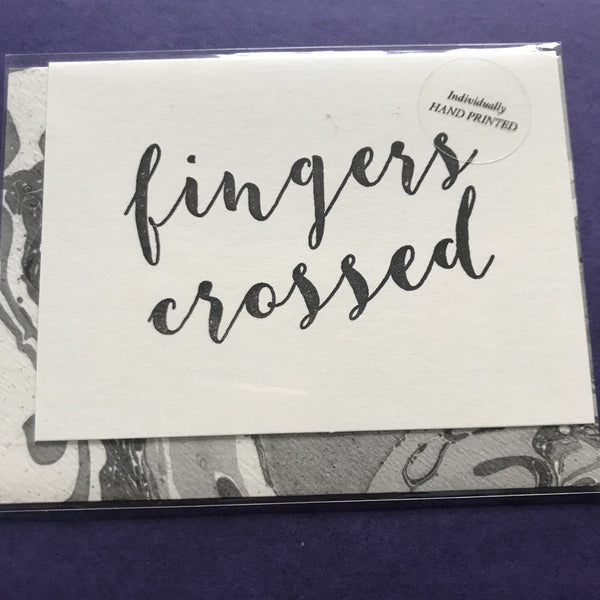 Individually
HAND PRINTED
fingers
crossed